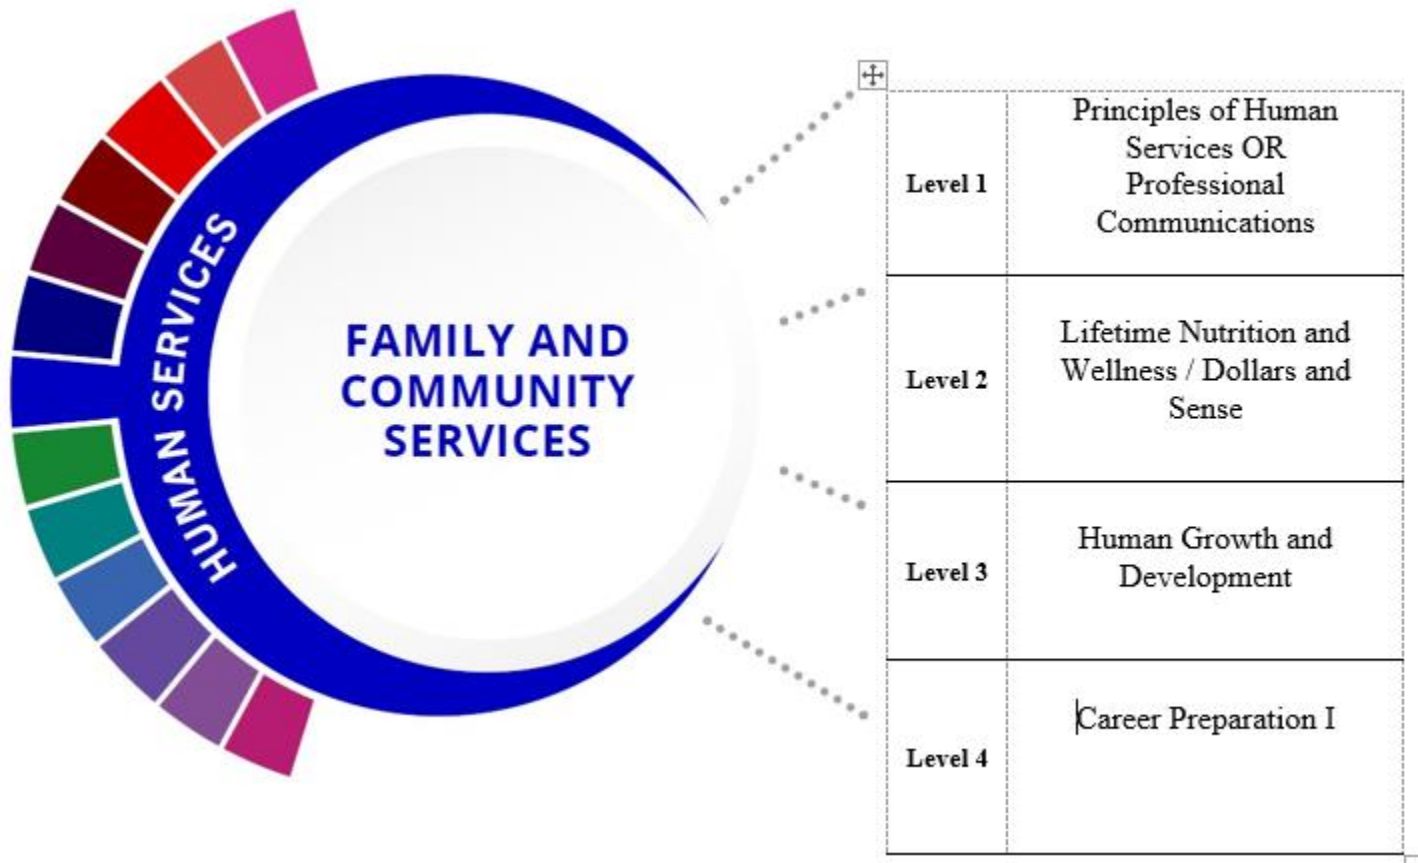 HUMAN SERVICES
FAMILY AND
COMMUNITY
SERVICES
Level 1
Principles of Human
Services OR
Professional
Communications
Level 2
Lifetime Nutrition and
Wellness / Dollars and
Sense
Level 3
Human Growth and
Development
Level 4
Career Preparation I